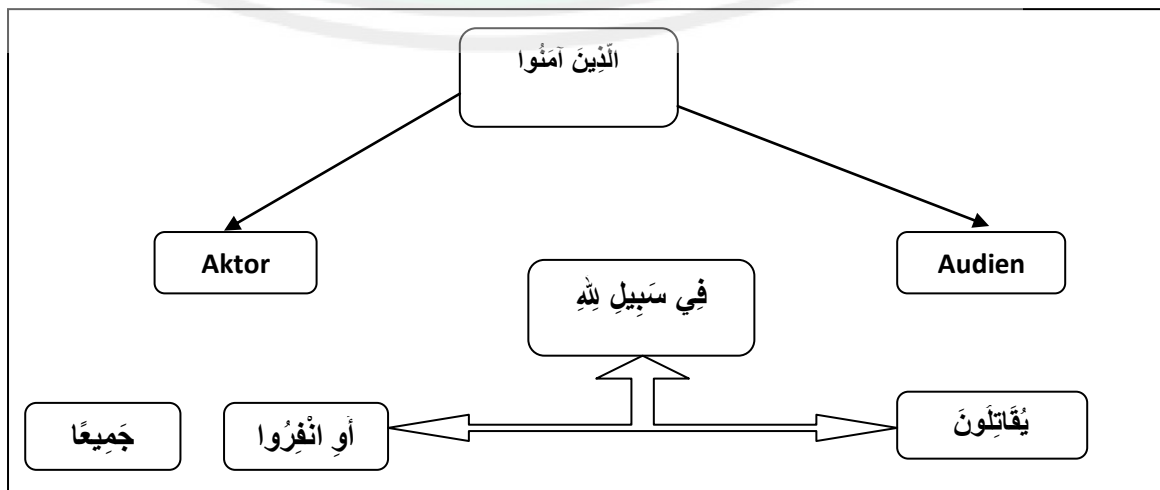 الّذِينَ آمَنُوا
Aktor
Audien
فِي سَبِيلِ لِلّهِ
جَمِيعًا
أَوِ انْفِرُوا
يُقَاتِلُونَ